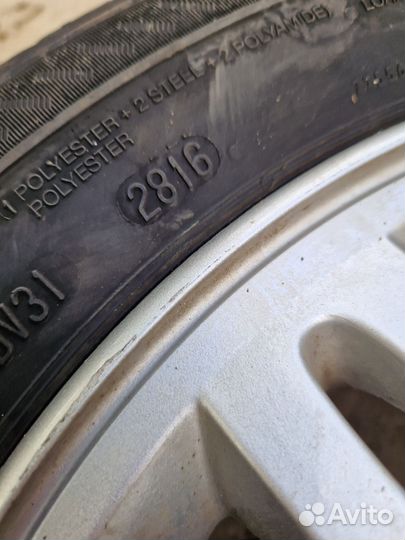 (1 POLYESTER + 2 STEEL + 2 POLYAMIDE)
POLYESTER
2816
DV31
Avito